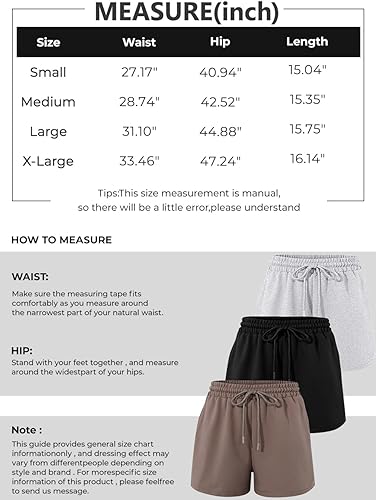 MEASURE(inch)
Size Waist Hip Length
Small 27.17" 40.94" 15.04"
Medium 28.74" 42.52" 15.35"
Large 31.10" 44.88" 15.75"
X-Large 33.46" 47.24" 16.14"
Tips:This size measurement is manual,
so there will be a little error,please understand
HOW TO MEASURE
WAIST:
Make sure the measuring tape fits
comfortably as you measure around
the narrowest part of your natural waist.
HIP:
Stand with your feet together , and measure
around the widestpart of your hips.
Note :
This guide provides general size chart
informationonly , and dressing effect may
vary from differentpeople depending on
style and brand . For morespecific size
information of this product , please freefeel
to send us message.